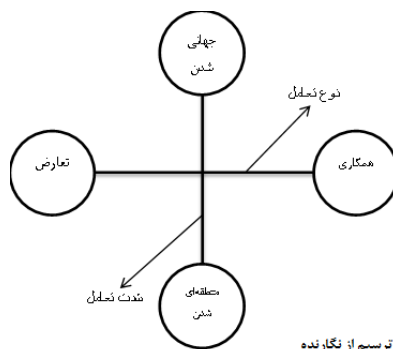 جهانی
شدن
نوع تعامل
همکاری
تعارض
شدت تعامل
منطقه‌ای
شدن
ترسیم از نگارنده